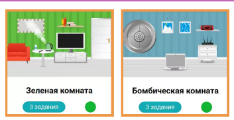 Зеленая комната
Бомбическая комната
3 задания
3 задания